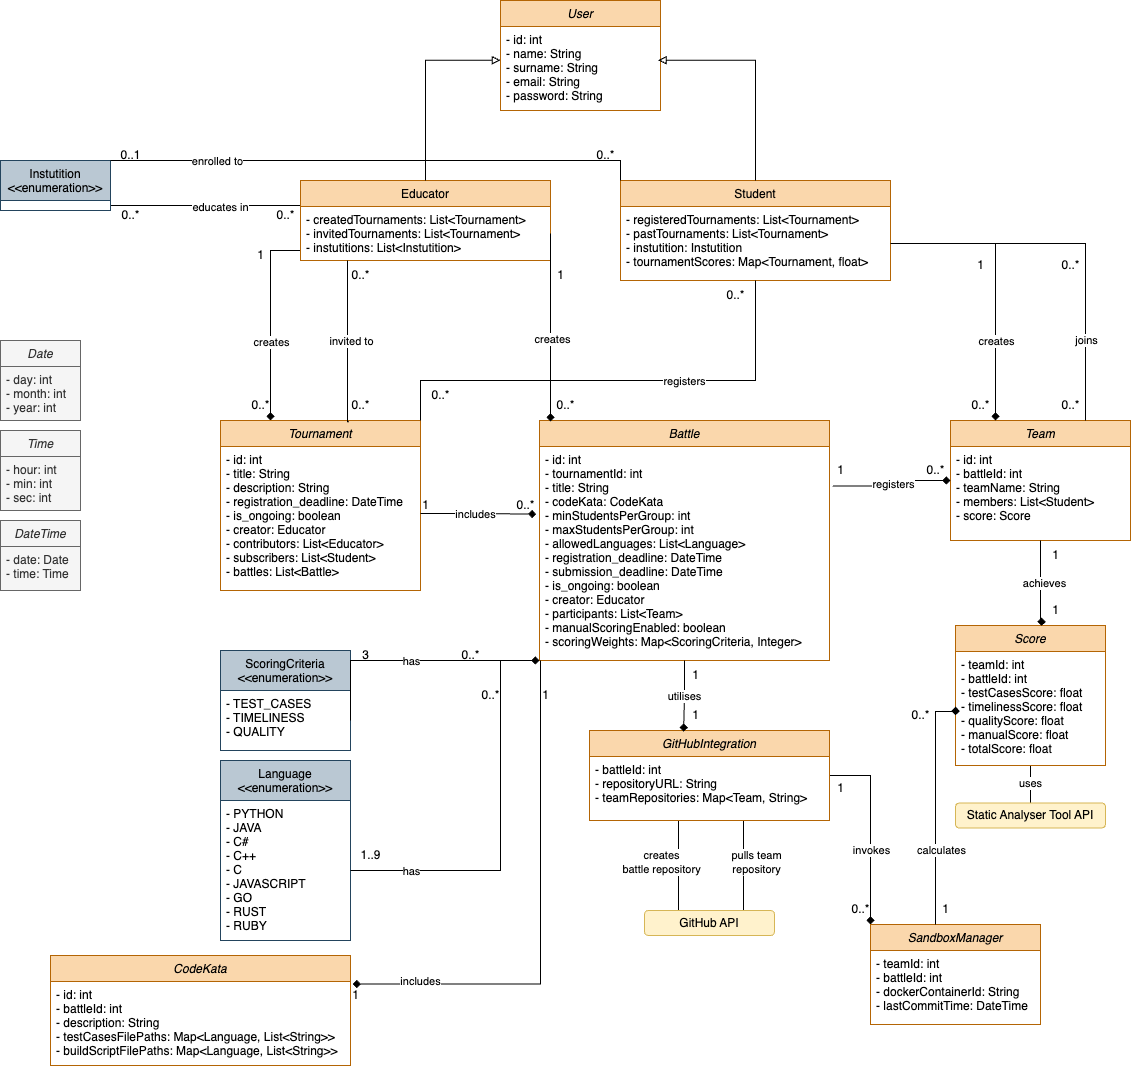 User
- id: int
- name: String
- surname: String
- email: String
- password: String
0..1
enrolled to
0..*
Instutition
<<enumeration>>
educates in
0..*
0..*
Educator
- createdTournaments: List<Tournament>
- invitedTournaments: List<Tournament>
- instutitions: List<Instutition>
Student
- registeredTournaments: List<Tournament>
- pastTournaments: List<Tournament>
- instutition: Instutition
- tournamentScores: Map<Tournament, float>
1
creates
0..*
0..*
invited to
0..*
1
creates
0..*
0..*
registers
0..*
1
creates
0..*
0..*
joins
0..*
Date
- day: int
- month: int
- year: int
Time
- hour: int
- min: int
- sec: int
DateTime
- date: Date
- time: Time
Tournament
- id: int
- title: String
- description: String
- registration_deadline: DateTime
- is_ongoing: boolean
- creator: Educator
- contributors: List<Educator>
- subscribers: List<Student>
- battles: List<Battle>
1
includes
0..*
Battle
- id: int
- tournamentId: int
- title: String
- codeKata: CodeKata
- minStudentsPerGroup: int
- maxStudentsPerGroup: int
- allowedLanguages: List<Language>
- registration_deadline: DateTime
- submission_deadline: DateTime
- is_ongoing: boolean
- creator: Educator
- participants: List<Team>
- manualScoringEnabled: boolean
- scoringWeights: Map<ScoringCriteria, Integer>
1
registers
0..*
Team
- id: int
- battleId: int
- teamName: String
- members: List<Student>
- score: Score
1
achieves
1
Score
- teamId: int
- battleId: int
- testCasesScore: float
- timelinessScore: float
- qualityScore: float
- manualScore: float
- totalScore: float
uses
Static Analyser Tool API
ScoringCriteria
<<enumeration>>
- TEST_CASES
- TIMELINESS
- QUALITY
3
has
0..*
0..*
1
Language
<<enumeration>>
- PYTHON
- JAVA
- C#
- C++
- C
- JAVASCRIPT
- GO
- RUST
- RUBY
1..9
has
1
utilises
1
GitHubIntegration
- battleId: int
- repositoryURL: String
- teamRepositories: Map<Team, String>
creates
battle repository
pulls team
repository
GitHub API
1
invokes
0..*
0..*
calculates
1
SandboxManager
- teamId: int
- battleId: int
- dockerContainerId: String
- lastCommitTime: DateTime
CodeKata
- id: int
- battleId: int
- description: String
- testCasesFilePaths: Map<Language, List<String>>
- buildScriptFilePaths: Map<Language, List<String>>
includes
1